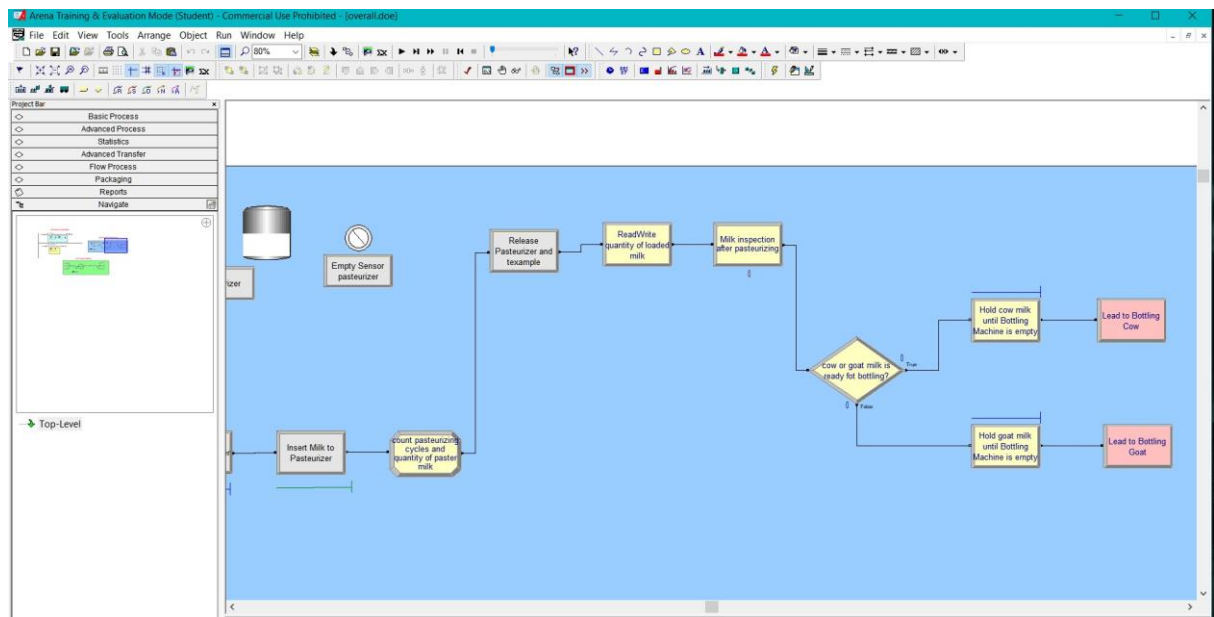 Arena Training & Evaluation Mode (Student) - Commercial Use Prohibited - [overall.doe]
File Edit View Tools Arrange Object Run Window Help
80%
Project Bar
Basic Process
Advanced Process
Statistics
Advanced Transfer
Flow Process
Packaging
Reports
Navigate
Top-Level
izer
Empty Sensor
pasteurizer
Release
Pasteurizer and
texample
ReadWrite
quantity of loaded
milk
Milk inspection
after pasteurizing
0
cow or goat milk is
ready fot bottling?
0
True
0
False
Hold cow milk
until Bottling
Machine is empty
Lead to Bottling
Cow
Insert Milk to
Pasteurizer
count pasteurizing
cycles and
quantity of paster
milk
Hold goat milk
until Bottling
Machine is empty
Lead to Bottling
Goat